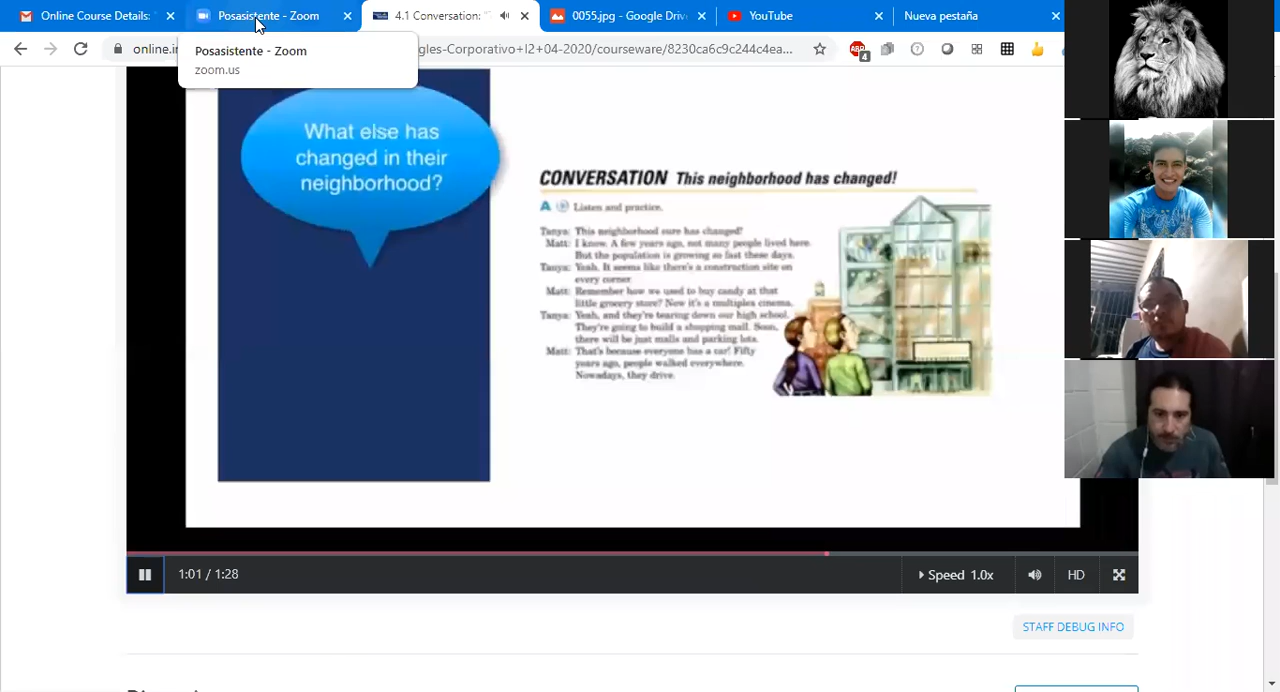 Online Course Details: "
Posasistente - Zoom
4.1 Conversation: "
0055.jpg - Google Driv
YouTube
Nueva pestaña
online.in
gles-Corporativo+I2+04-2020/courseware/8230ca6c9c244c4ea...
4
Posasistente - Zoom
zoom.us
What else has
changed in their
neighborhood?
CONVERSATION This neighborhood has changed!
A Listen and practice.
Tanya: This neighborhood sure has changed!
Matt: I know. A few years ago, not many people lived here.
But the population is growing so fast these days.
Tanya: Yeah. It seems like there's a construction site on
every corner.
Matt: Remember how we used to buy candy at that
little grocery store? Now it's a multiplex cinema.
Tanya: Yeah, and they're tearing down our high school.
They're going to build a shopping mall. Soon,
there will be just malls and parking lots.
Matt: That's because everyone has a car! Fifty
years ago, people walked everywhere.
Nowadays, they drive.
1:01 / 1:28
Speed 1.0x
HD
STAFF DEBUG INFO